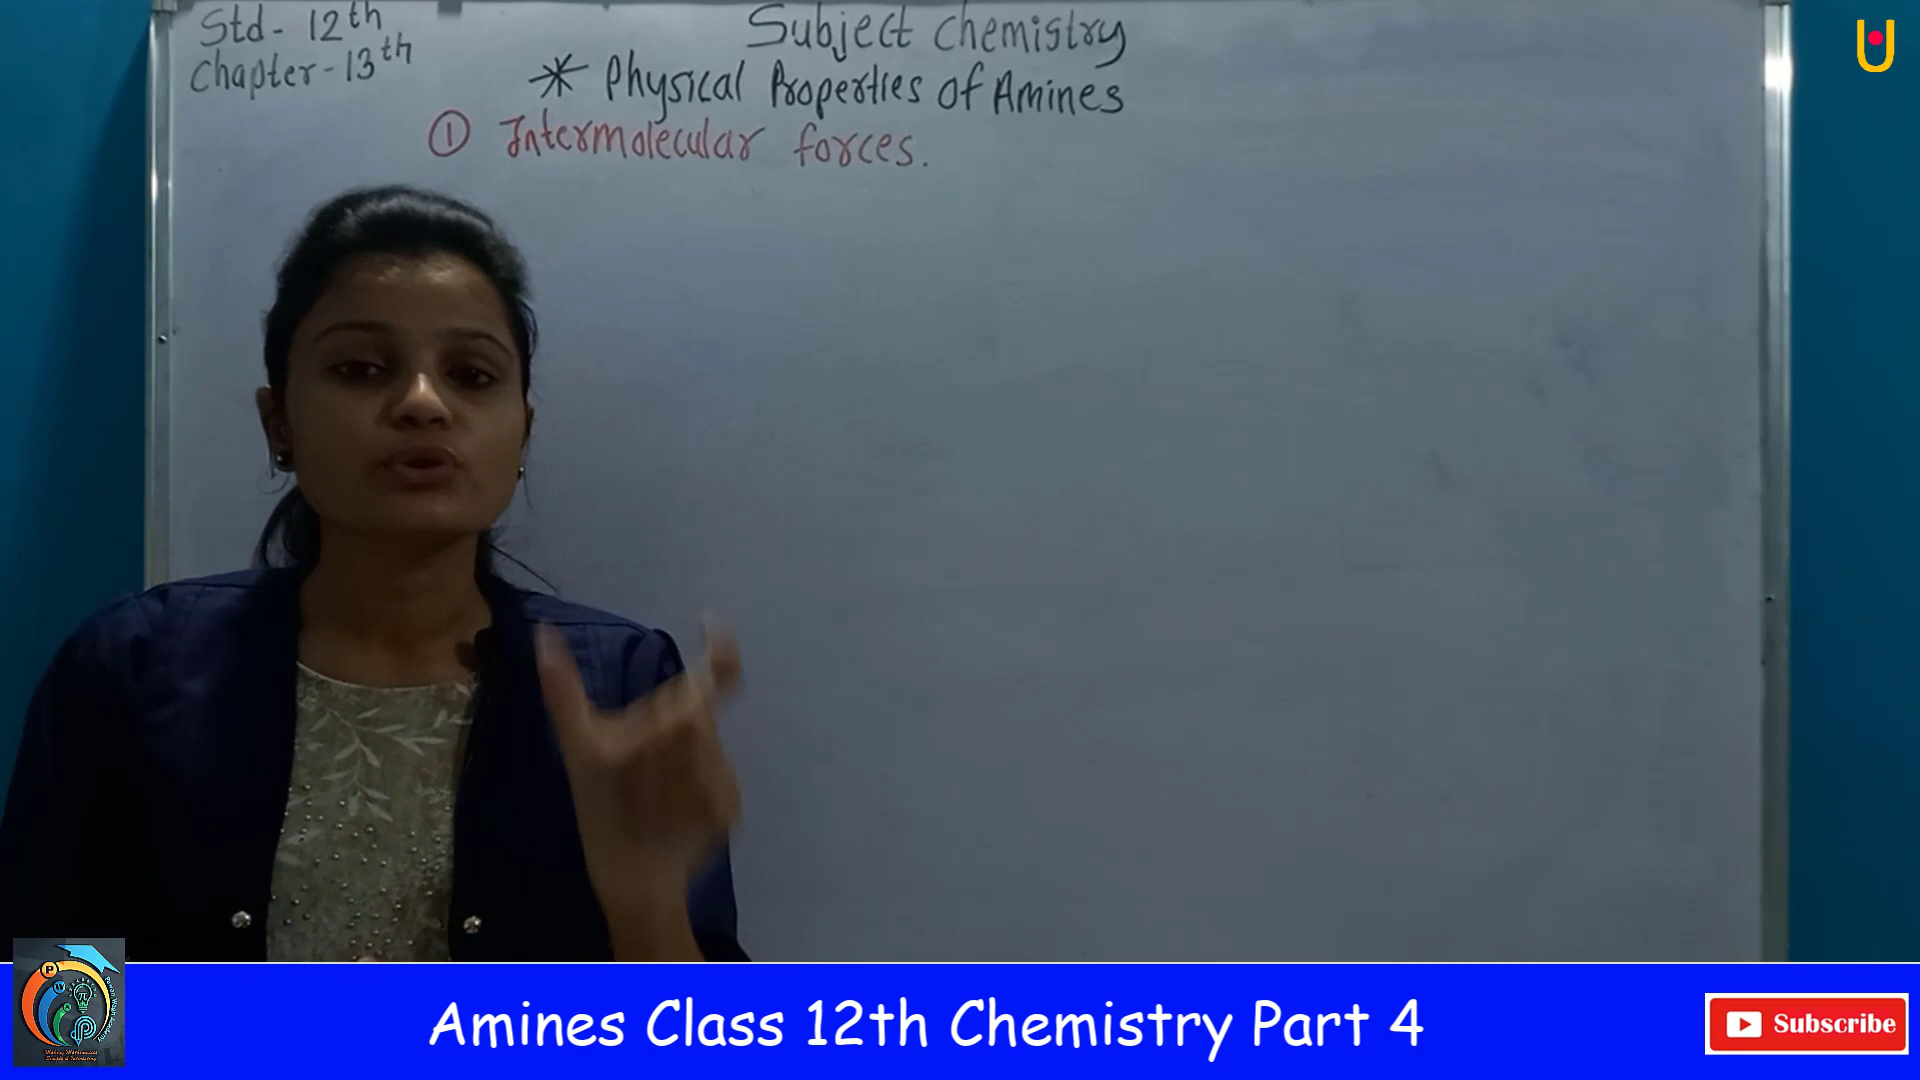 Std- 12th
Chapter-13th
Subject Chemistry
* Physical Properties of Amines
① Intermolecular forces.
Amines Class 12th Chemistry Part 4
Subscribe